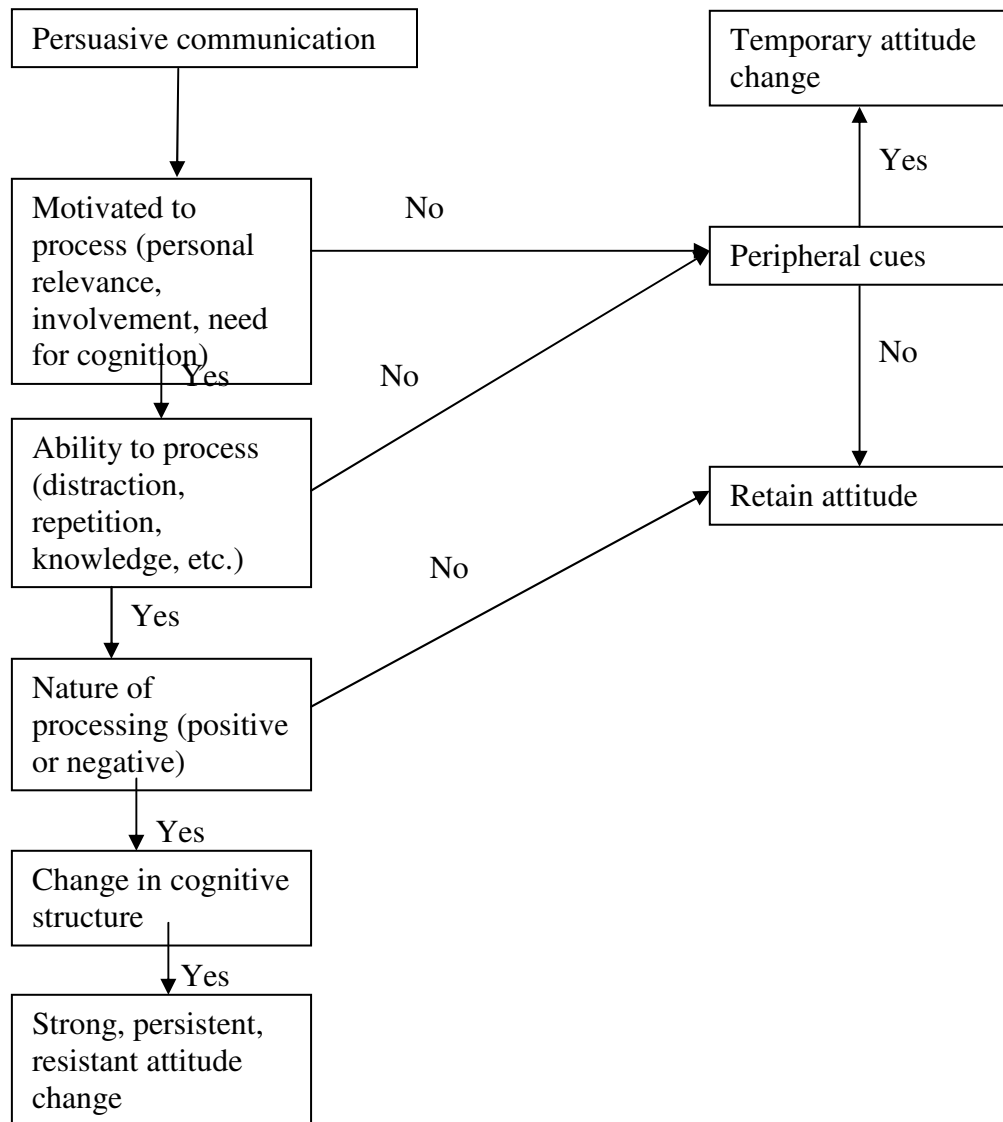 Persuasive communication
Temporary attitude
change
Yes
Motivated to
process (personal
relevance,
involvement, need
for cognition)
No
Peripheral cues
No
Yes
No
Ability to process
(distraction,
repetition,
knowledge, etc.)
Retain attitude
No
Yes
Nature of
processing (positive
or negative)
Yes
Change in cognitive
structure
Yes
Strong, persistent,
resistant attitude
change